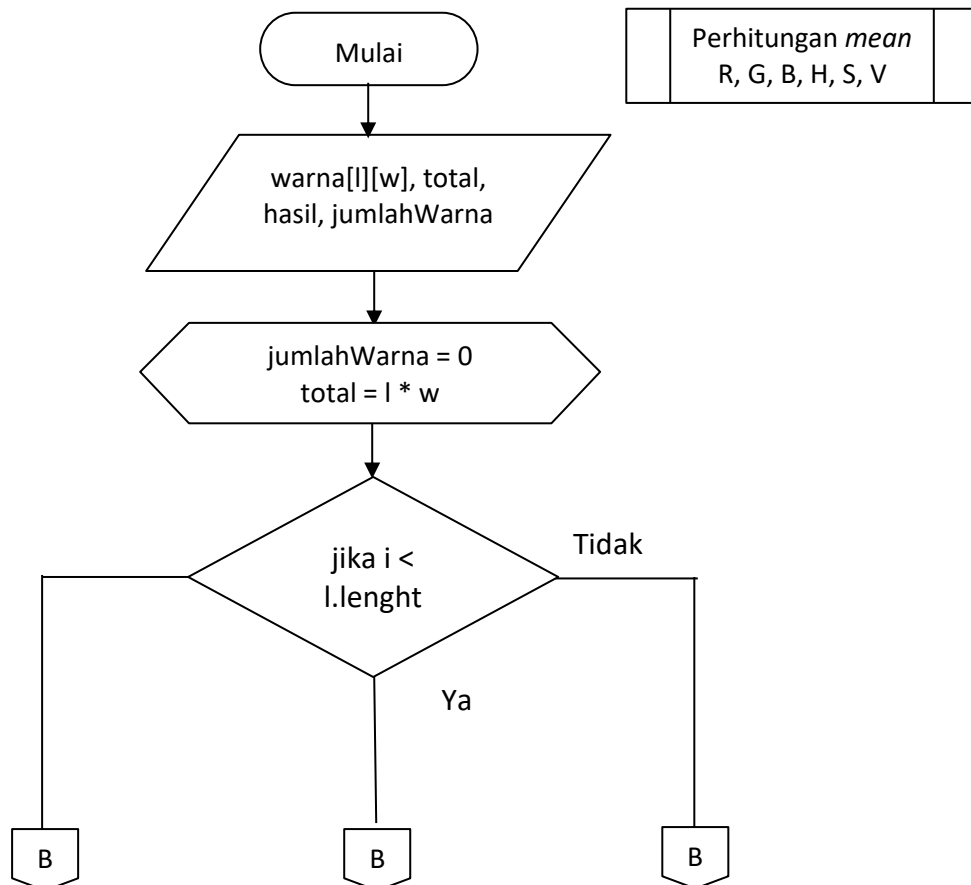 Mulai
Perhitungan mean
R, G, B, H, S, V
warna[l][w], total,
hasil, jumlahWarna
jumlahWarna = 0
total = l * w
jika i <
l.lenght
Tidak
Ya
B
B
B